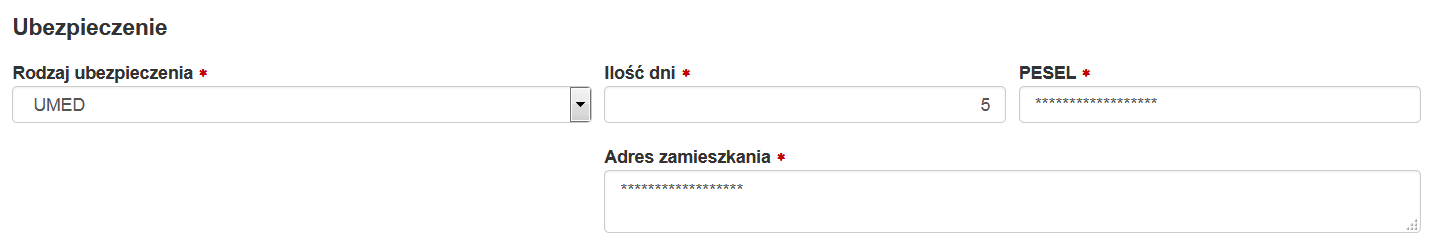 Ubezpieczenie
Rodzaj ubezpieczenia * Ilość dni * PESEL *
UMED 5 ******************
Adres zamieszkania *
******************